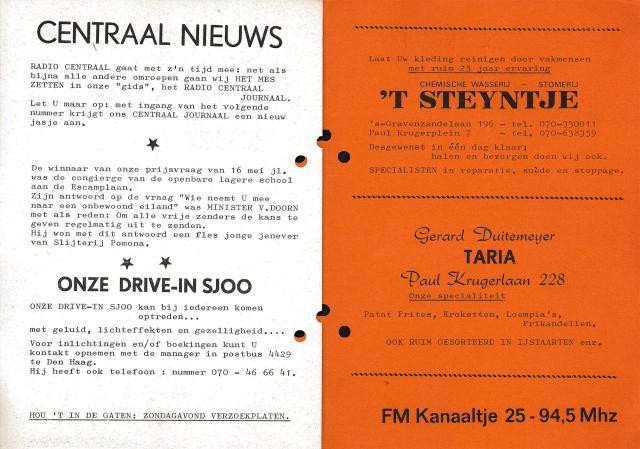 CENTRAAL NIEUWS
RADIO CENTRAAL gaat met z'n tijd mee: net als
bijna alle andere omroepen gaan wij HET MES
ZETTEN in onze "gids", het RADIO CENTRAAL
JOURNAAL.
Let U maar op: met ingang van het volgende
nummer krijgt ons CENTRAAL JOURNAAL een nieuw
jasje aan.
De winnaar van onze prijsvraag van 16 mei jl.
was de congierge van de openbare lagere school
aan de Escamplaan.
Zijn antwoord op de vraag "Wie neemt U mee
naar een onbewoond eiland" was MINISTER V.DOORN
met als reden: Om alle vrije zenders de kans te
geven regelmatig uit te zenden.
Hij won met dit antwoord een fles jonge jenever
van Slijterij Pomona.
ONZE DRIVE-IN SJOO
ONZE DRIVE-IN SJOO kan bij iedereen komen
optreden...
met geluid, lichteffekten en gezelligheid....
Voor inlichtingen en/of boekingen kunt U
kontakt opnemen met de manager in postbus 4429
te Den Haag.
Hij heeft ook telefoon : nummer 070 - 46 66 41.
HOU 'T IN DE GATEN: ZONDAGAVOND VERZOEKPLATEN.
Laat Uw kleding reinigen door vakmensen
met ruim 25 jaar ervaring
CHEMISCHE WASSERIJ - STOMERIJ
'T STEYNTJE
's-Gravenzandelaan 196 - tel. 070-330011
Paul Krugerplein 7 - tel. 070-638359
Desgewenst in één dag klaar;
halen en bezorgen doen wij ook.
SPECIALISTEN in reparatie, suède en stoppage.
Gerard Duitemeyer
TARIA
Paul Krugerlaan 228
Onze specialiteit
Patat Frites, Kroketten, Loempia's,
Frikandellen.
OOK RUIM GESORTEERD IN IJSTAARTEN enz.
FM Kanaaltje 25 - 94,5 Mhz